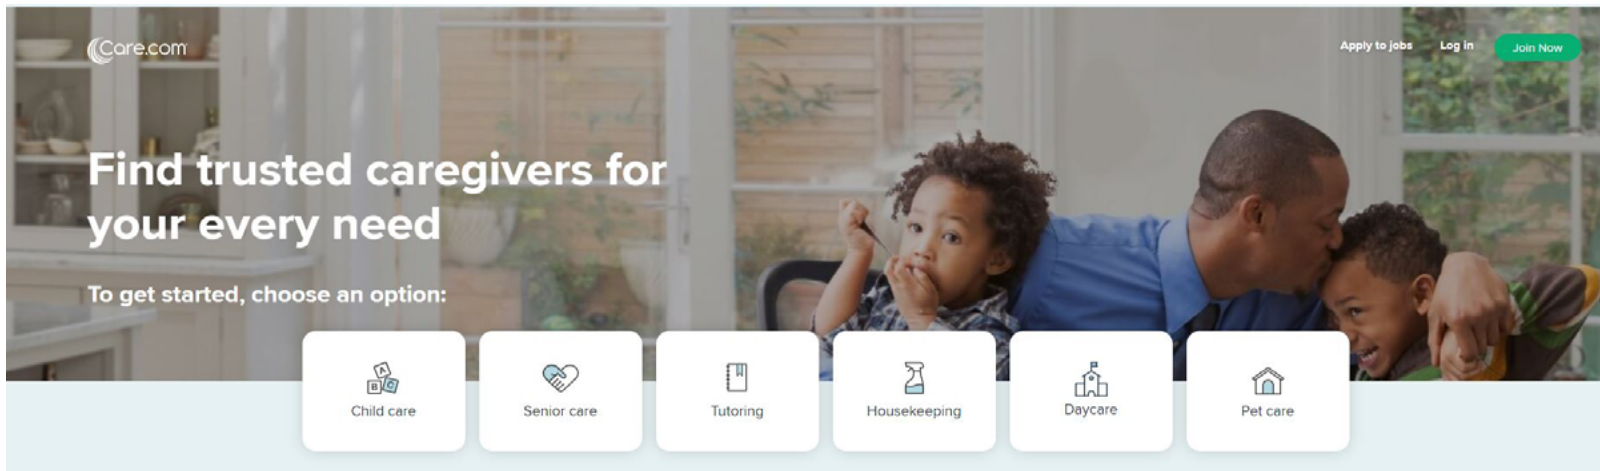 Care.com
Apply to jobs Log in Join Now
Find trusted caregivers for
your every need
To get started, choose an option:
A
B C
Child care Senior care Tutoring Housekeeping Daycare Pet care